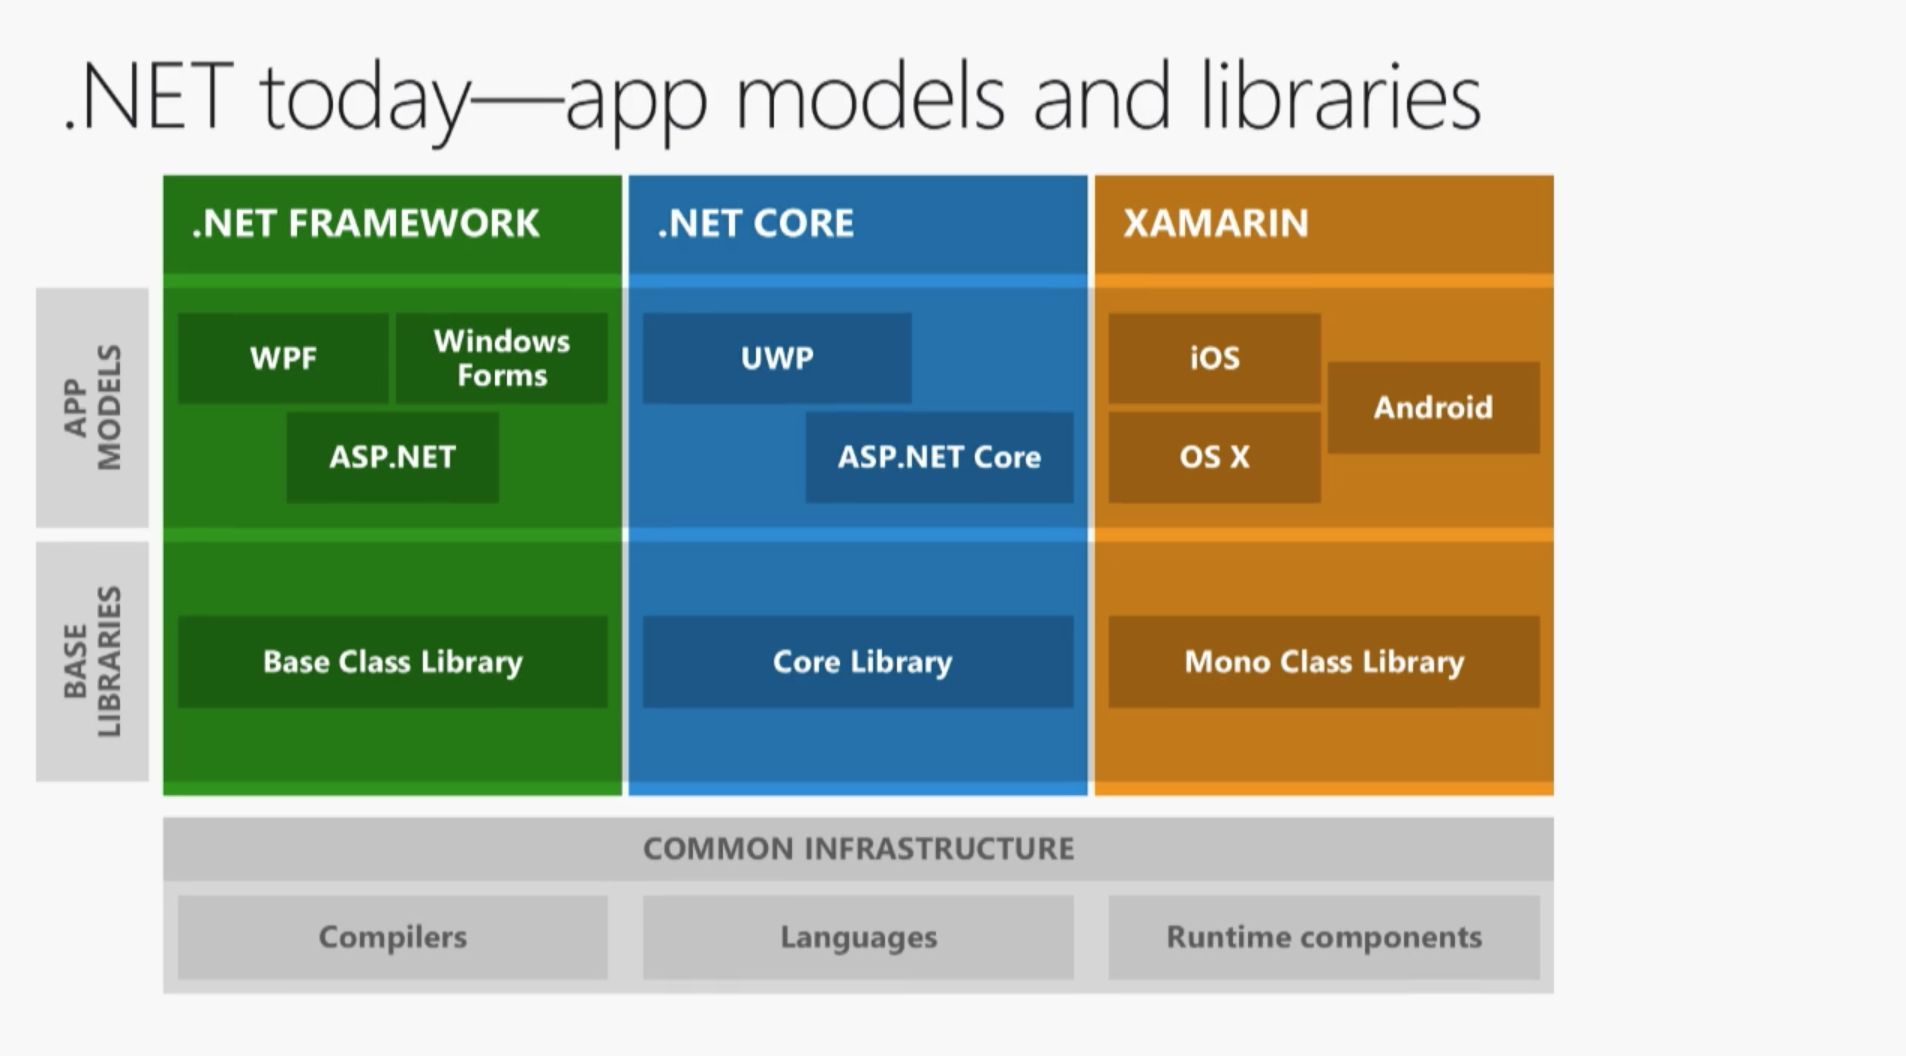 .NET today—app models and libraries
.NET FRAMEWORK
.NET CORE
XAMARIN
APP
MODELS
WPF
Windows
Forms
ASP.NET
UWP
ASP.NET Core
iOS
Android
OS X
BASE
LIBRARIES
Base Class Library
Core Library
Mono Class Library
COMMON INFRASTRUCTURE
Compilers
Languages
Runtime components